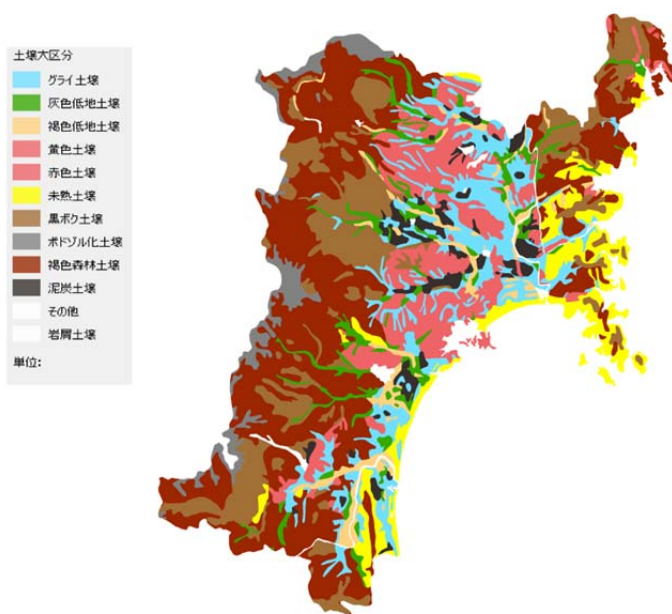 土壌大区分
グライ土壌
灰色低地土壌
褐色低地土壌
黄色土壌
赤色土壌
未熟土壌
黒ボク土壌
ポドゾル化土壌
褐色森林土壌
泥炭土壌
その他
岩屑土壌
単位: